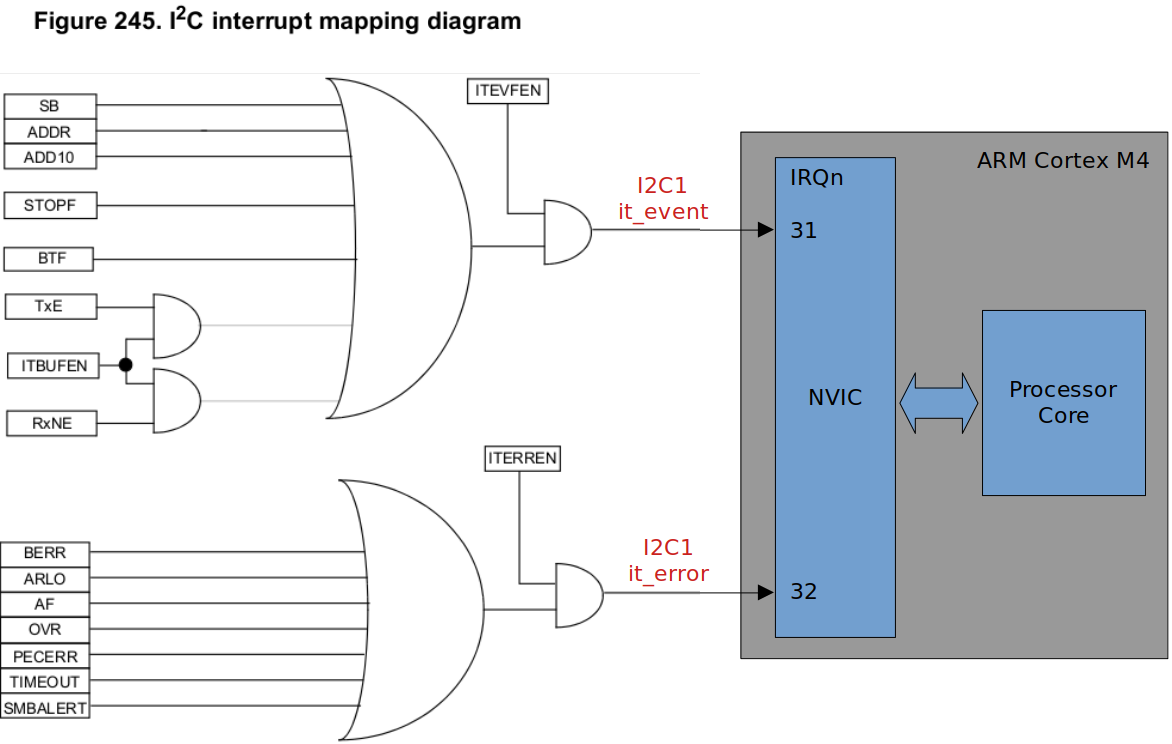 Figure 245. I2C interrupt mapping diagram
ITEVFEN
SB
ADDR
ADD10
STOPF
BTF
TxE
ITBUFEN
RxNE
I2C1
it_event
ARM Cortex M4
IRQn
31
NVIC
Processor
Core
ITERREN
BERR
ARLO
AF
OVR
PECERR
TIMEOUT
SMBALERT
I2C1
it_error
32